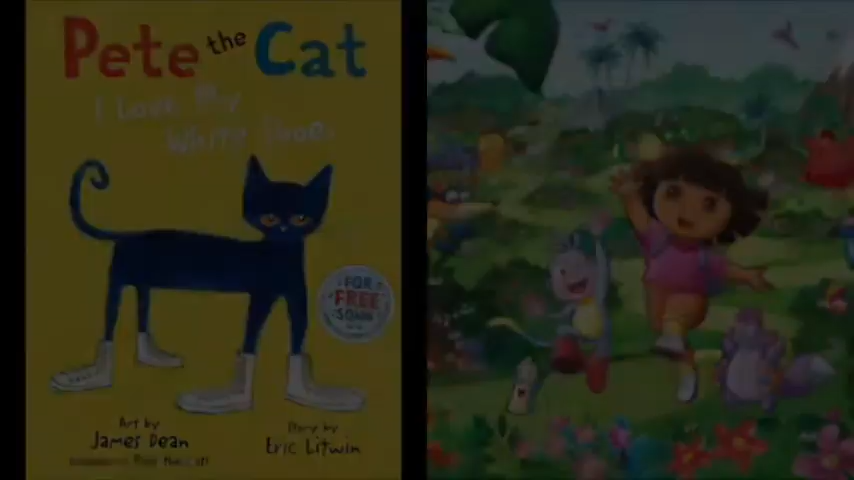 Pete the Cat
I Love My
White Shoes
FOR
FREE
SONG
Art by
James Dean
Story by
Eric Litwin